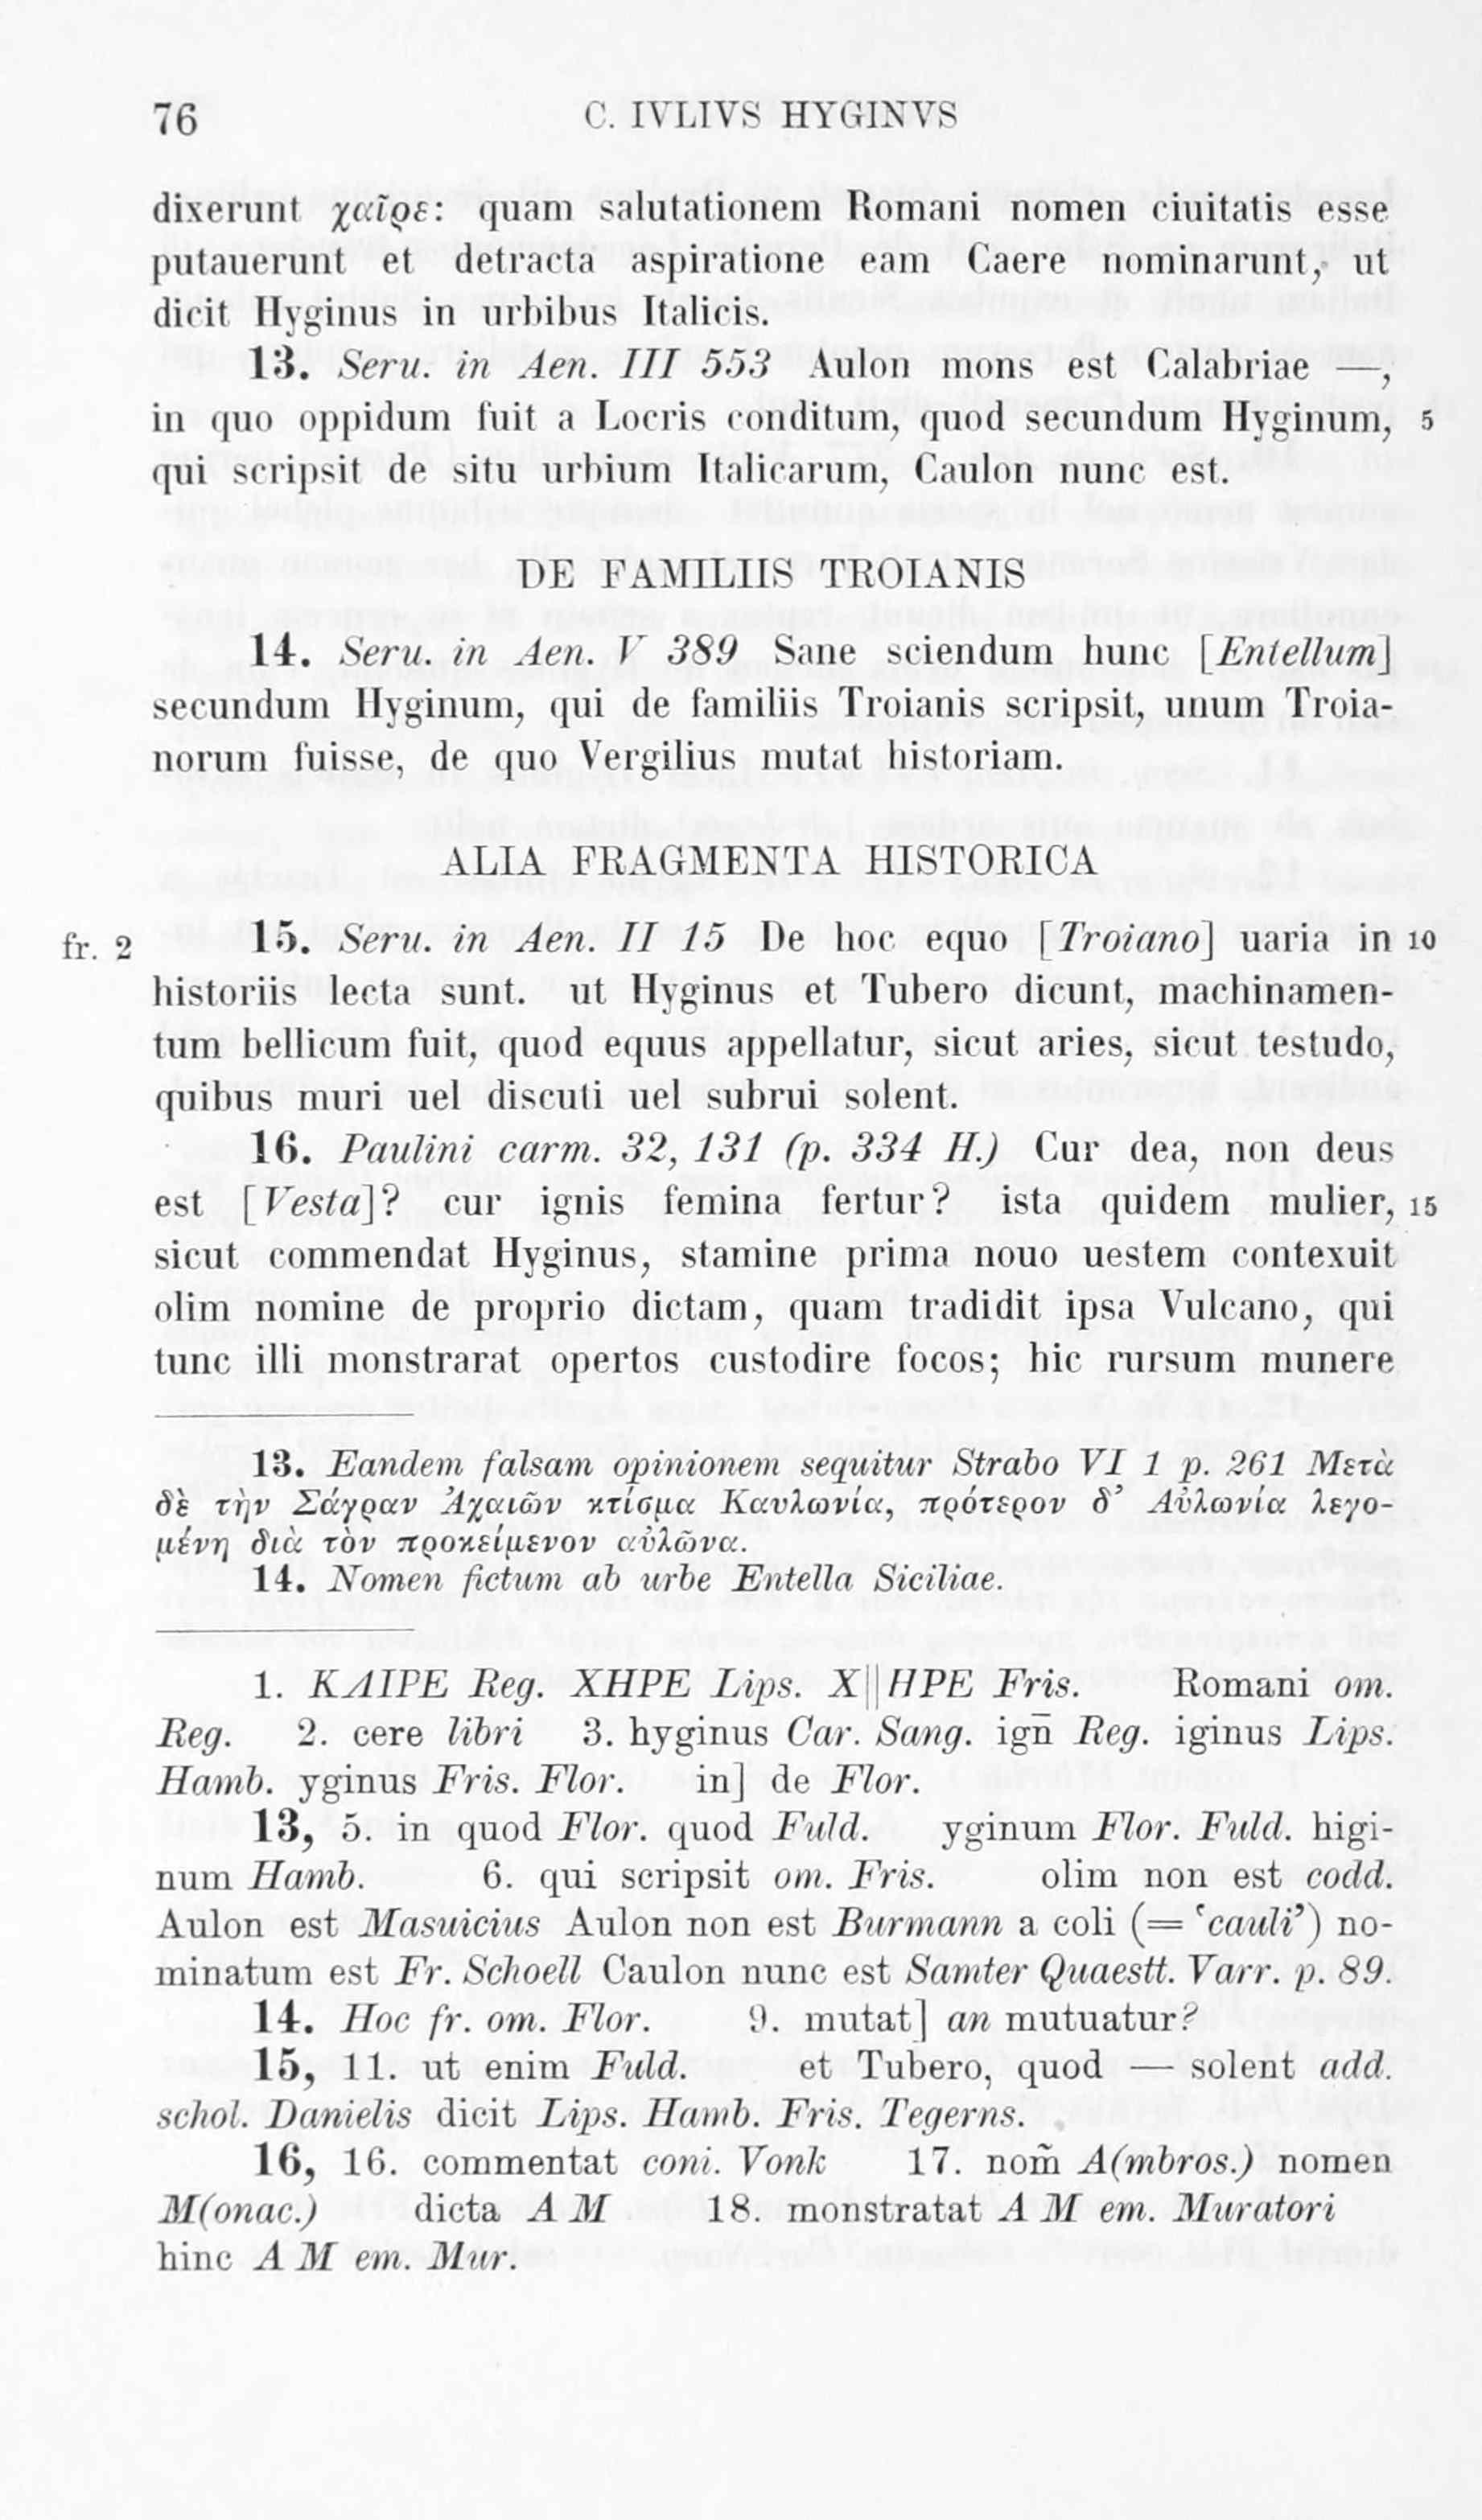 76 C. IVLIVS HYGINVS
dixerunt χαῖρε: quam salutationem Romani nomen ciuitatis esse
putauerunt et detracta aspiratione eam Caere nominarunt, ut
dicit Hyginus in urbibus Italicis.
13. Seru. in Aen. III 553 Aulon mons est Calabriae —,
in quo oppidum fuit a Locris conditum, quod secundum Hyginum, 5
qui scripsit de situ urbium Italicarum, Caulon nunc est.
DE FAMILIIS TROIANIS
14. Seru. in Aen. V 389 Sane sciendum hunc [Entellum]
secundum Hyginum, qui de familiis Troianis scripsit, unum Troia-
norum fuisse, de quo Vergilius mutat historiam.
ALIA FRAGMENTA HISTORICA
fr. 2 15. Seru. in Aen. II 15 De hoc equo [Troiano] uaria in 10
historiis lecta sunt. ut Hyginus et Tubero dicunt, machinamen-
tum bellicum fuit, quod equus appellatur, sicut aries, sicut testudo,
quibus muri uel discuti uel subrui solent.
16. Paulini carm. 32, 131 (p. 334 H.) Cur dea, non deus
est [Vesta]? cur ignis femina fertur? ista quidem mulier, 15
sicut commendat Hyginus, stamine prima nouo uestem contexuit
olim nomine de proprio dictam, quam tradidit ipsa Vulcano, qui
tunc illi monstrarat opertos custodire focos; hic rursum munere
13. Eandem falsam opinionem sequitur Strabo VI 1 p. 261 Μετὰ
δὲ τὴν Σάγραν Ἀχαιῶν κτίσμα Καυλωνία, πρότερον δ’ Αὐλωνία λεγο-
μένη διὰ τὸν προκείμενον αὐλῶνα.
14. Nomen fictum ab urbe Entella Siciliae.
1. KAIPE Reg. XHPE Lips. X||HPE Fris. Romani om.
Reg. 2. cere libri 3. hyginus Car. Sang. ign̄ Reg. iginus Lips.
Hamb. yginus Fris. Flor. in] de Flor.
13, 5. in quod Flor. quod Fuld. yginum Flor. Fuld. higi-
num Hamb. 6. qui scripsit om. Fris. olim non est codd.
Aulon est Masuicius Aulon non est Burmann a coli (= ‘cauli’) no-
minatum est Fr. Schoell Caulon nunc est Samter Quaestt. Varr. p. 89.
14. Hoc fr. om. Flor. 9. mutat] an mutuatur?
15, 11. ut enim Fuld. et Tubero, quod — solent add.
schol. Danielis dicit Lips. Hamb. Fris. Tegerns.
16, 16. commentat coni. Vonk 17. nom̃ A(mbros.) nomen
M(onac.) dicta A M 18. monstratat A M em. Muratori
hinc A M em. Mur.